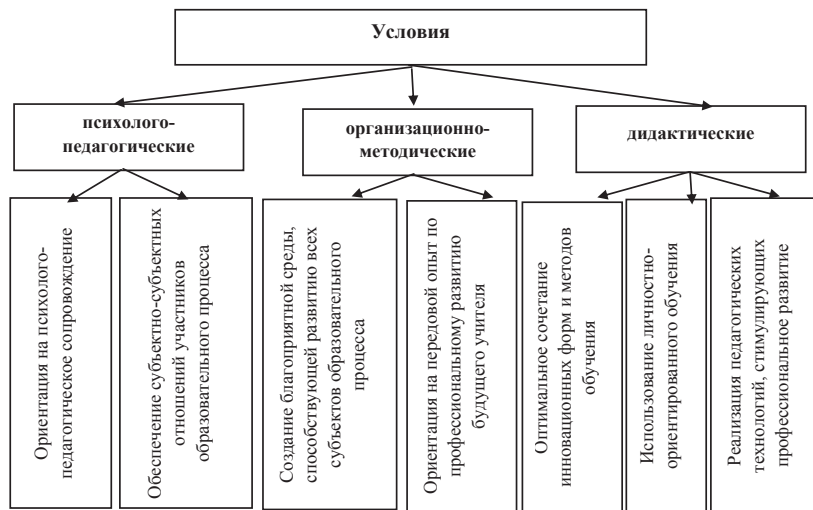 Условия
психолого-
педагогические
организационно-
методические
дидактические
Ориентация на психолого-
педагогическое сопровождение
Обеспечение субъектно-субъектных
отношений участников
образовательного процесса
Создание благоприятной среды,
способствующей развитию всех
субъектов образовательного
процесса
Ориентация на передовой опыт по
профессиональному развитию
будущего учителя
Оптимальное сочетание
инновационных форм и методов
обучения
Использование личностно-
ориентированного обучения
Реализация педагогических
технологий, стимулирующих
профессиональное развитие